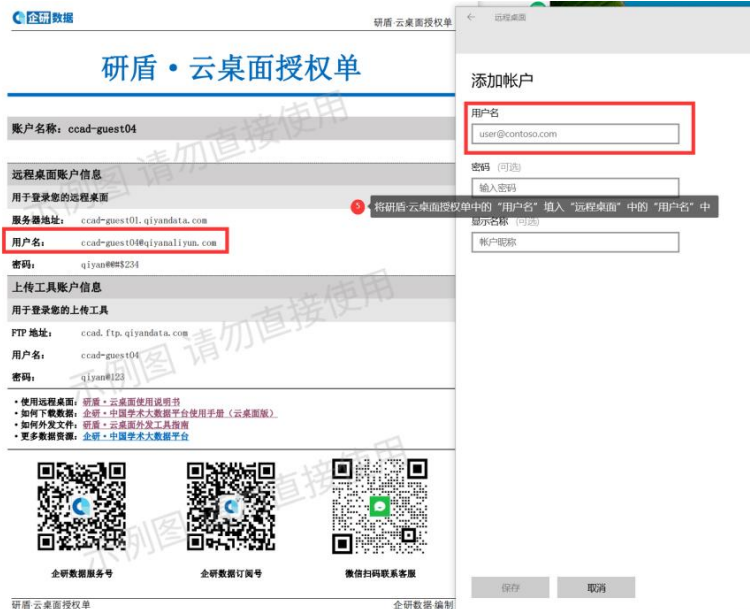 企研数据
研盾·云桌面授权单
研盾·云桌面授权单
账户名称：ccad-guest04
远程桌面账户信息
用于登录您的远程桌面
服务器地址：ccad-guest01.qiyandata.com
用户名：ccad-guest04@qiyanaliyun.com
密码：qiyan@@#$234
上传工具账户信息
用于登录您的上传工具
FTP 地址：ccad.ftp.qiyandata.com
用户名：ccad-guest04
密码：qiyan@123
•使用远程桌面：研盾·云桌面使用说明书
•如何下载数据：企研·中国学术大数据平台使用手册（云桌面版）
•如何外发文件：研盾·云桌面外发工具指南
•更多数据资源：企研·中国学术大数据平台
企研数据服务号
企研数据订阅号
微信扫码联系客服
研盾·云桌面授权单
企研数据·编制
示例图 请勿直接使用
示例图 请勿直接使用
示例图 请勿直接使用
← 远程桌面
添加帐户
用户名
user@contoso.com
密码 (可选)
输入密码
5 将研盾·云桌面授权单中的“用户名”填入“远程桌面”中的“用户名”中
显示名称 (可选)
帐户昵称
保存
取消